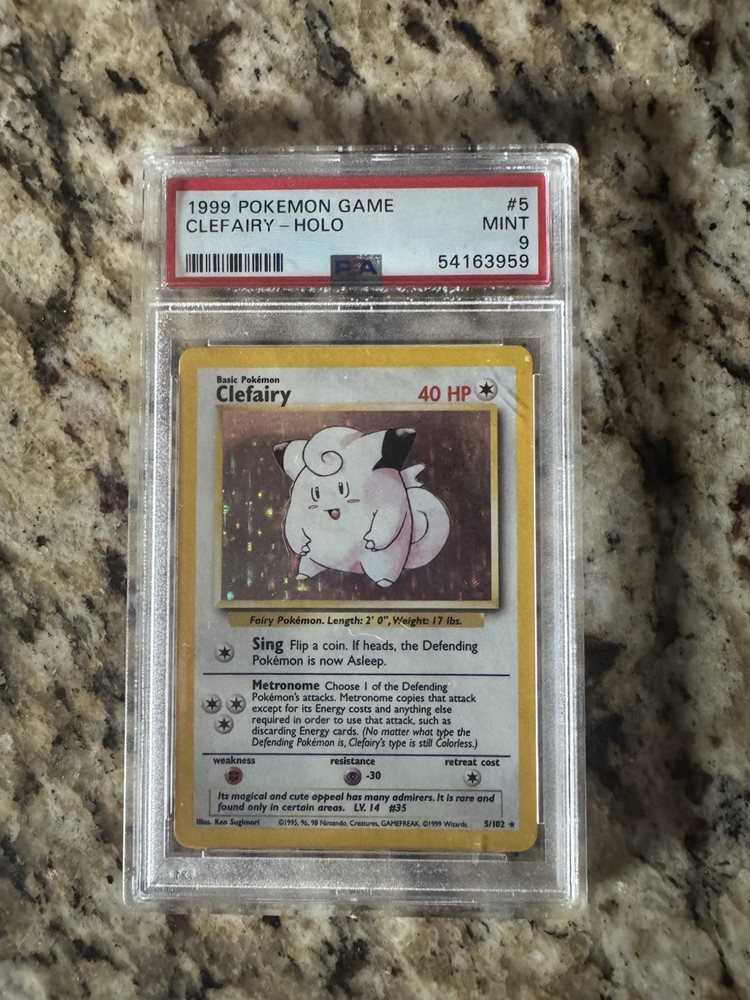 1999 POKEMON GAME #5
CLEFAIRY - HOLO MINT
9
PSA 54163959
Basic Pokémon
Clefairy 40 HP
Fairy Pokémon. Length: 2' 0", Weight: 17 lbs.
Sing Flip a coin. If heads, the Defending
Pokémon is now Asleep.
Metronome Choose 1 of the Defending
Pokémon's attacks. Metronome copies that attack
except for its Energy costs and anything else
required in order to use that attack, such as
discarding Energy cards. (No matter what type the
Defending Pokémon is, Clefairy's type is still Colorless.)
weakness resistance retreat cost
-30
Its magical and cute appeal has many admirers. It is rare and
found only in certain areas. LV. 14 #35
Illus. Ken Sugimori ©1995, 96, 98 Nintendo, Creatures, GAMEFREAK. ©1999 Wizards. 5/102 ★